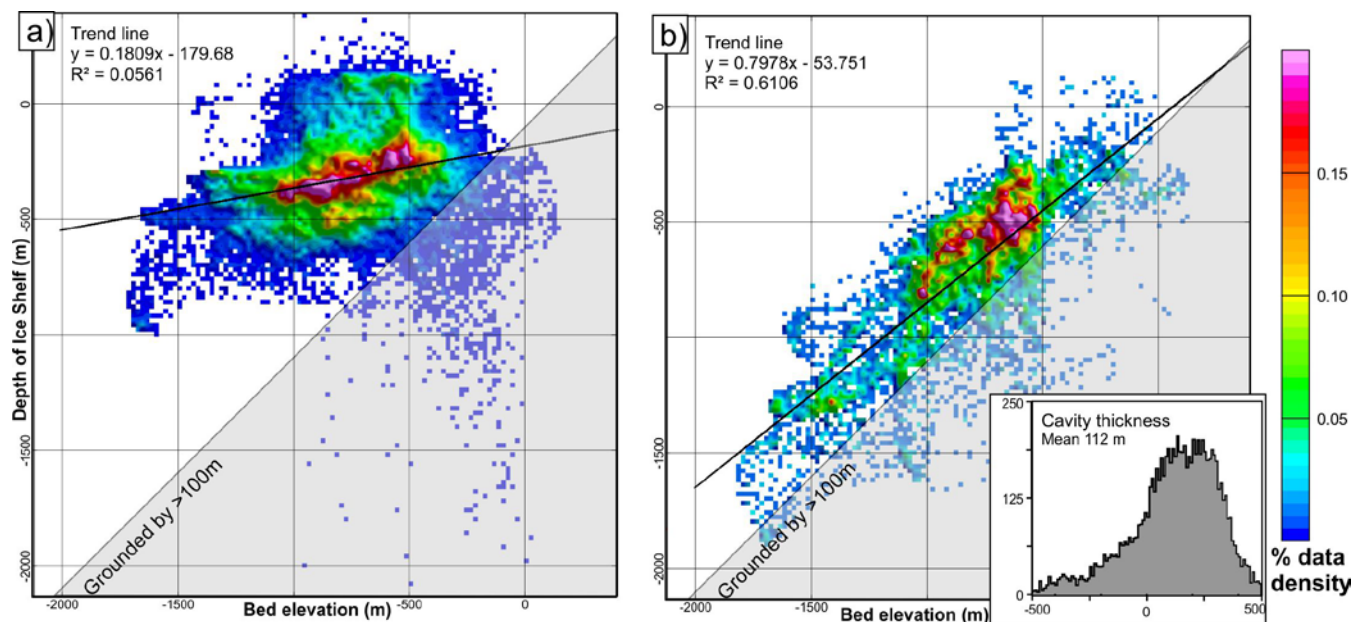 a)
Trend line
y = 0.1809x - 179.68
R² = 0.0561
Depth of Ice Shelf (m)
0
-500
-1000
-1500
-2000
Grounded by >100m
-2000
-1500
-1000
-500
0
Bed elevation (m)
b)
Trend line
y = 0.7978x - 53.751
R² = 0.6106
0
-500
-1000
-1500
-2000
Grounded by >100m
-2000
-1500
-1000
Bed elevation (m)
250
125
0
Cavity thickness
Mean 112 m
-500
0
500
0.15
0.10
0.05
% data
density